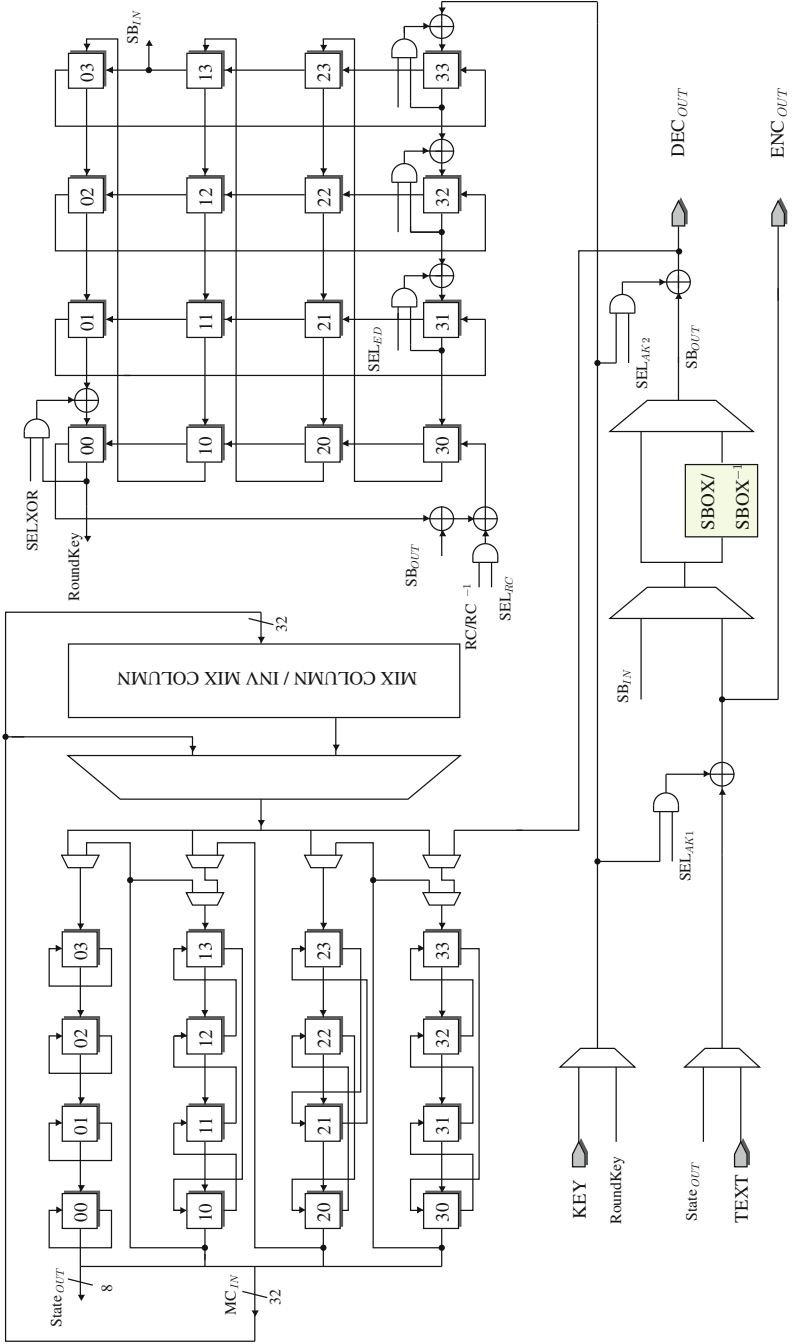 State_OUT
8
00
01
02
03
10
11
12
13
20
21
22
23
30
31
32
33
MC_IN
32
MIX COLUMN / INV MIX COLUMN
32
SELXOR
RoundKey
00
01
02
03
SB_IN
10
11
12
13
20
21
22
23
SB_OUT
RC/RC^-1
SEL_RC
30
SEL_ED
31
32
33
KEY
RoundKey
State_OUT
TEXT
SEL_AK1
SB_IN
SBOX/
SBOX^-1
SEL_AK2
SB_OUT
DEC_OUT
ENC_OUT